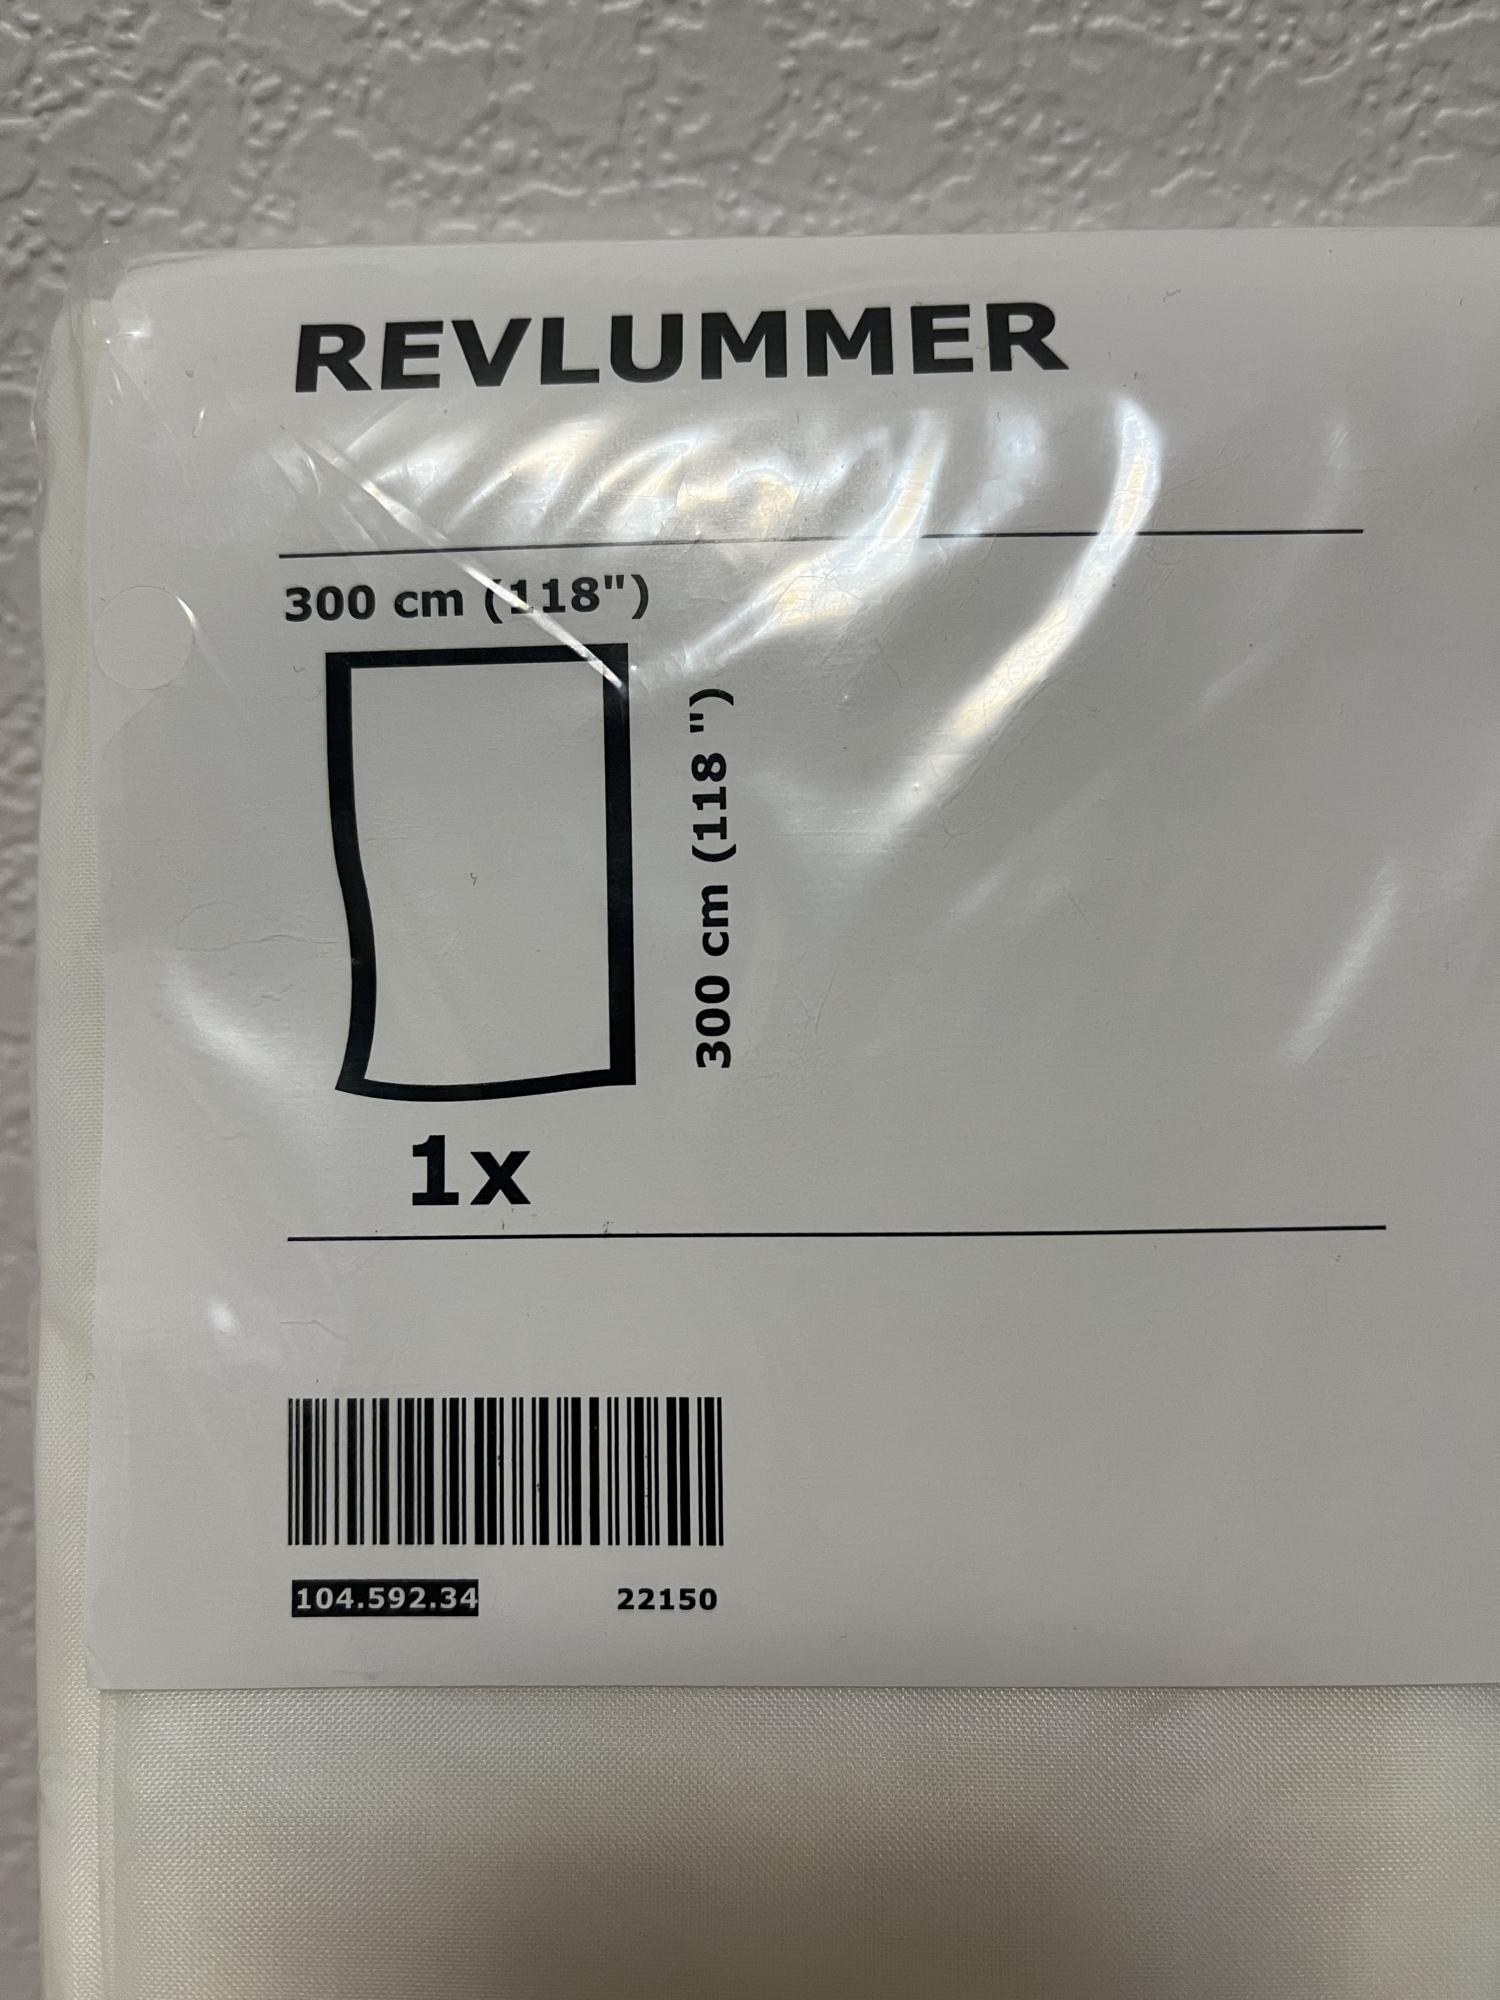 REVLUMMER
300 cm (118")
300 cm (118 ")
1x
104.592.34 22150